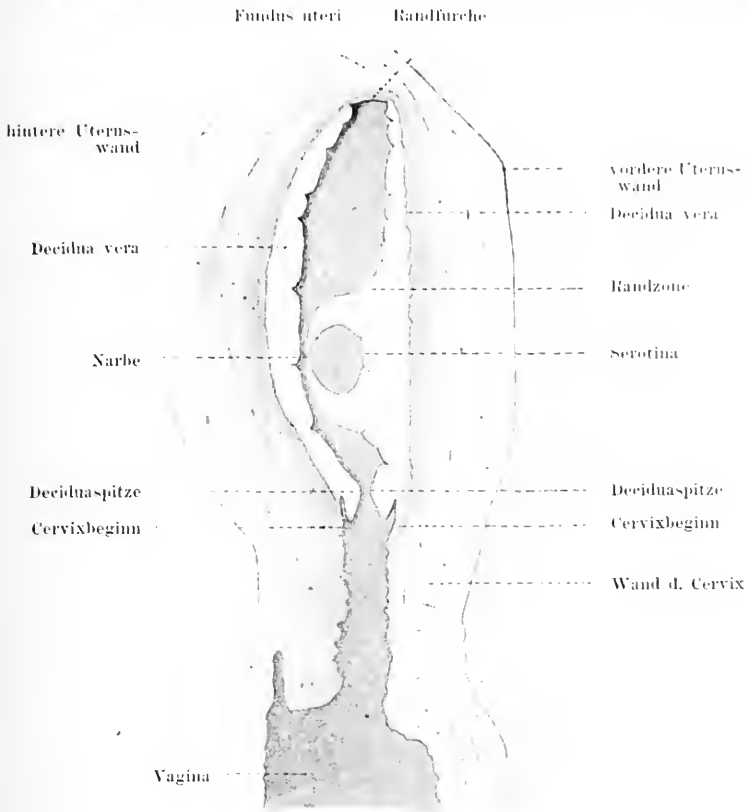 Fundus uteri
Randfurche
hintere Uterus-
wand
vordere Uterus-
wand
Decidua vera
Decidua vera
Randzone
Narbe
Serotina
Deciduaspitze
Deciduaspitze
Cervixbeginn
Cervixbeginn
Wand d. Cervix
Vagina